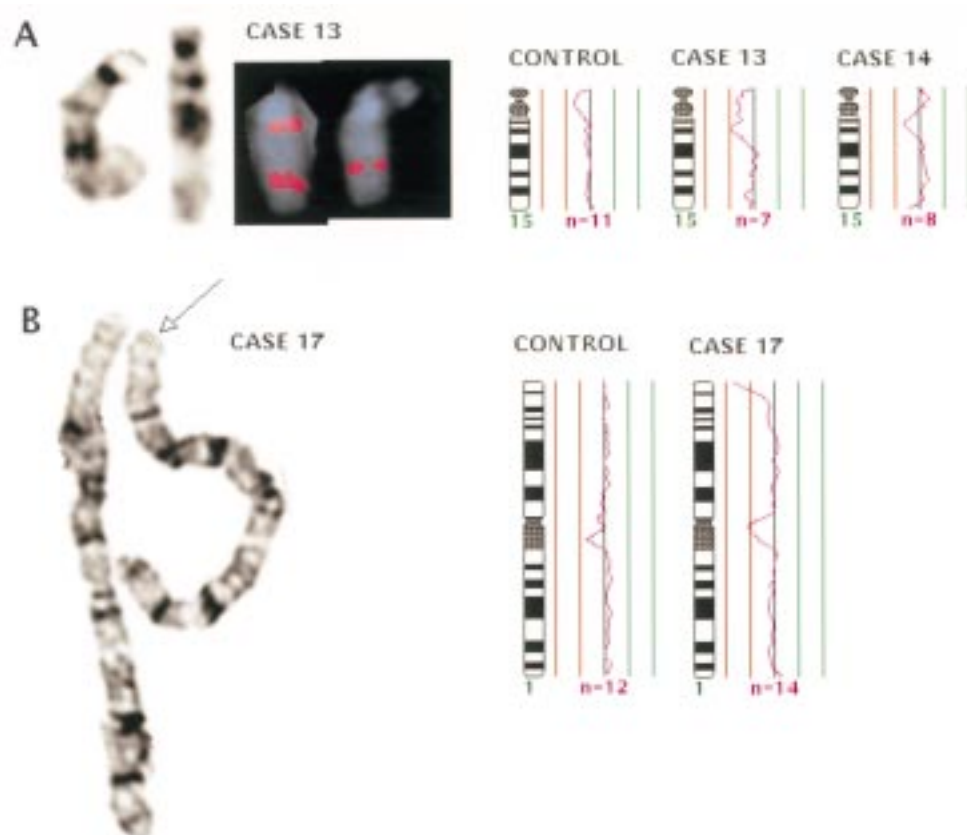 A
CASE 13
CONTROL
CASE 13
CASE 14
15
n=11
15
n=7
15
n=8
B
CASE 17
CONTROL
CASE 17
1
n=12
1
n=14